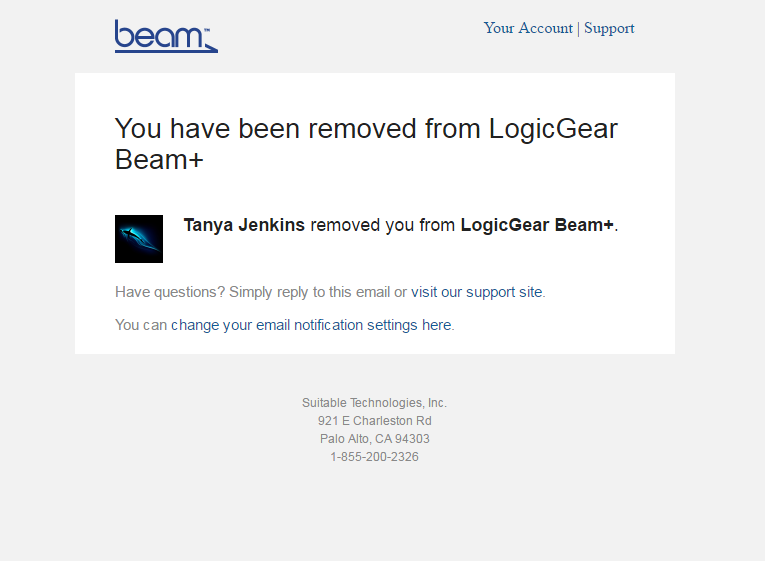 beam™
Your Account | Support
You have been removed from LogicGear
Beam+
Tanya Jenkins removed you from LogicGear Beam+.
Have questions? Simply reply to this email or visit our support site.
You can change your email notification settings here.
Suitable Technologies, Inc.
921 E Charleston Rd
Palo Alto, CA 94303
1-855-200-2326